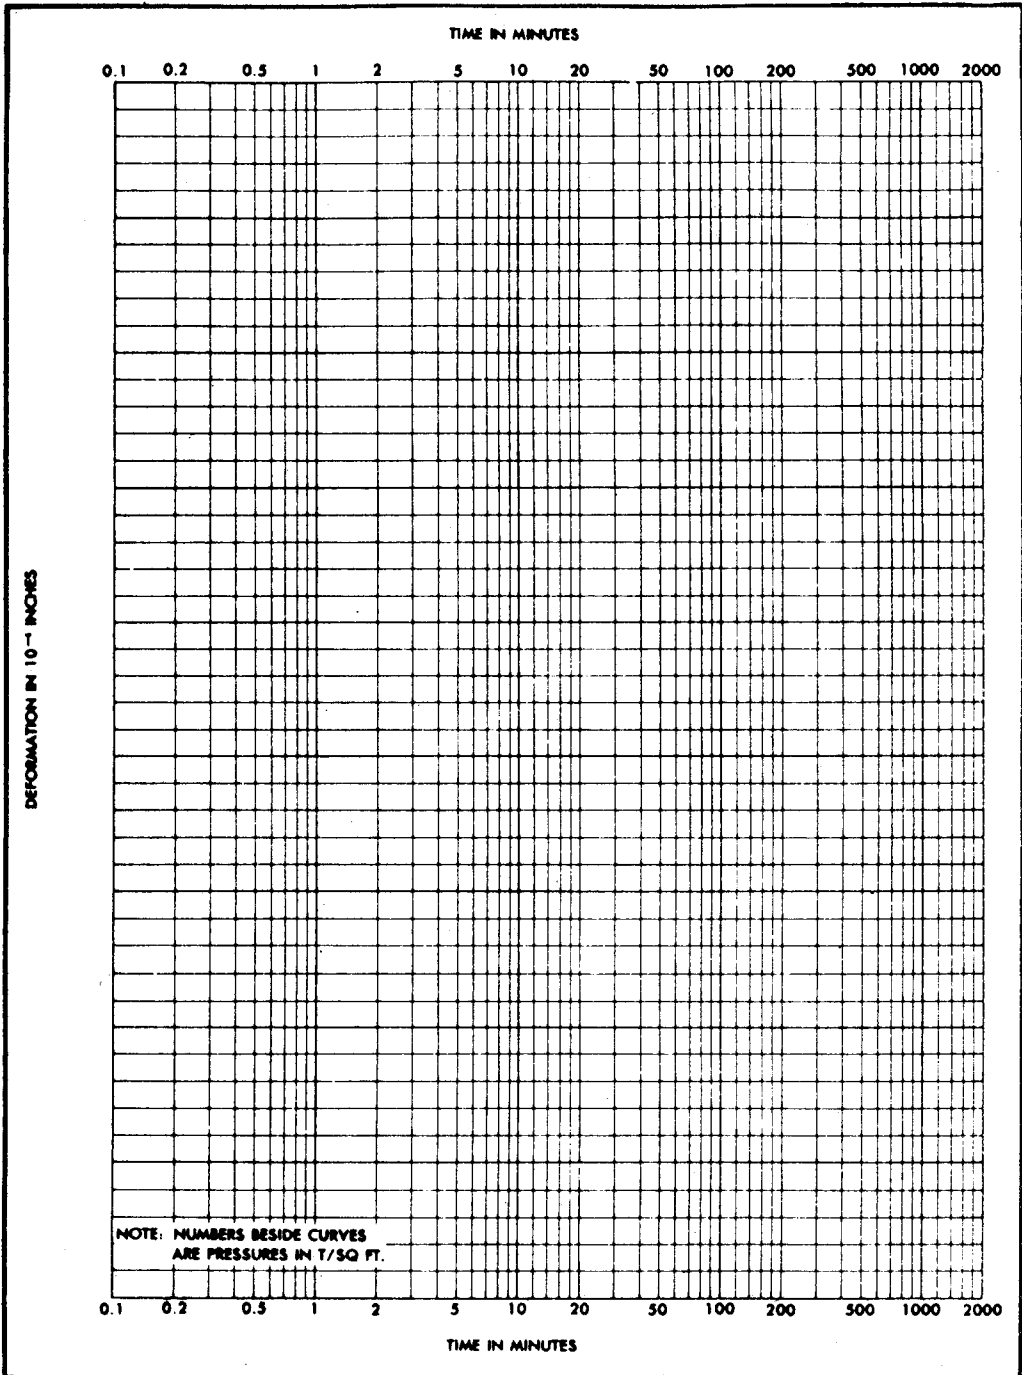 TIME IN MINUTES
0.1 0.2 0.5 1 2 5 10 20 50 100 200 500 1000 2000
DEFORMATION IN 10⁻⁴ INCHES
NOTE: NUMBERS BESIDE CURVES
ARE PRESSURES IN T/SQ FT.
0.1 0.2 0.5 1 2 5 10 20 50 100 200 500 1000 2000
TIME IN MINUTES